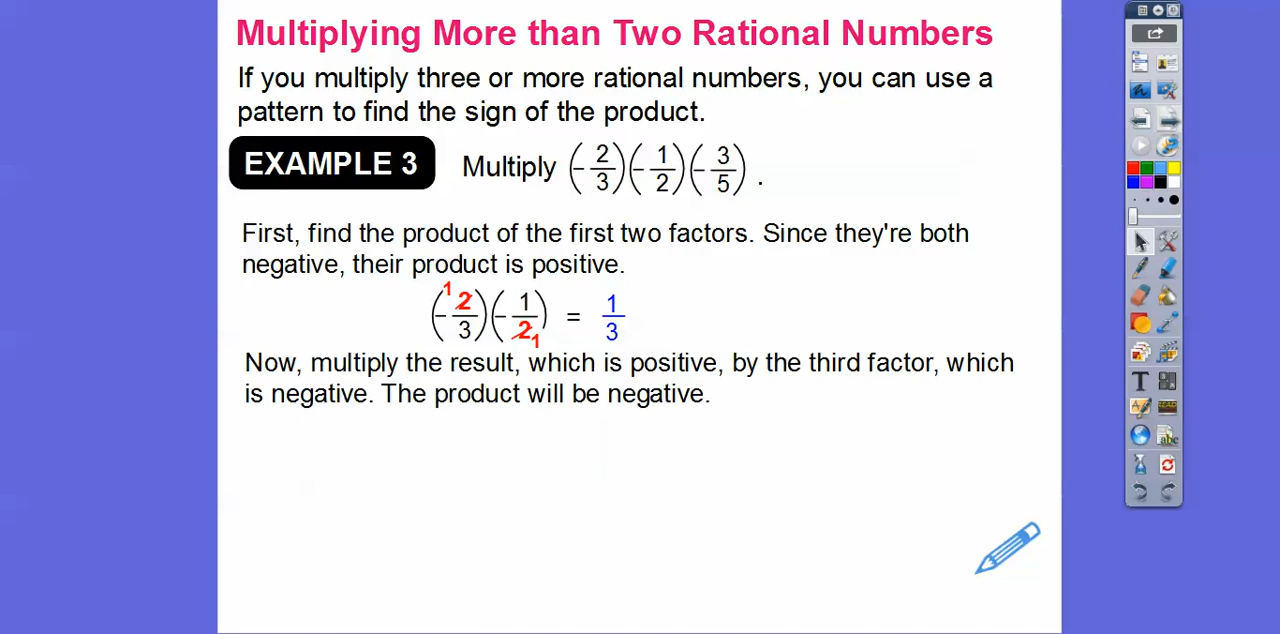 Multiplying More than Two Rational Numbers
If you multiply three or more rational numbers, you can use a
pattern to find the sign of the product.
EXAMPLE 3 Multiply (-2/3)(-1/2)(-3/5).
First, find the product of the first two factors. Since they're both
negative, their product is positive.
(-2/3)(-1/2) = 1/3
1 1
Now, multiply the result, which is positive, by the third factor, which
is negative. The product will be negative.